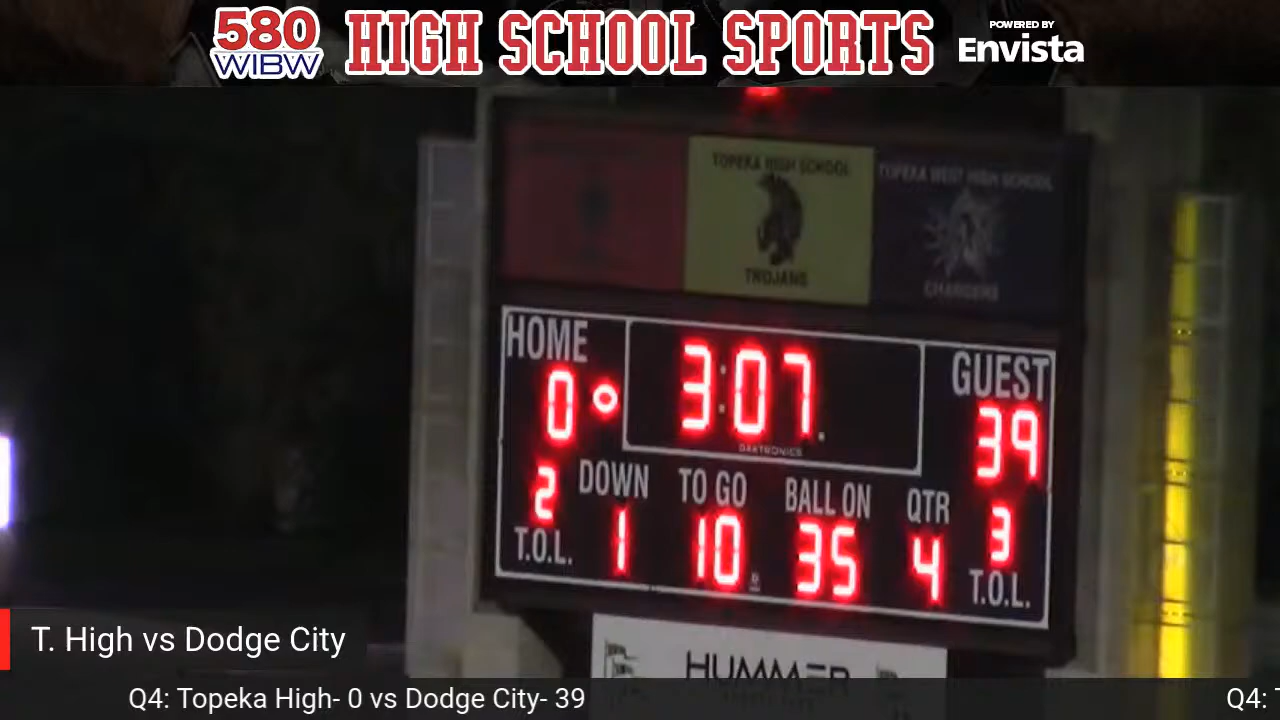 580
WIBW
HIGH SCHOOL SPORTS
POWERED BY
Envista
TOPEKA HIGH SCHOOL
TROJANS
TOPEKA WEST HIGH SCHOOL
CHARGERS
HOME
0
3:07
DAKTRONICS
GUEST
39
2
T.O.L.
DOWN
1
TO GO
10
BALL ON
35
QTR
4
3
T.O.L.
HUMMER
T. High vs Dodge City
Q4: Topeka High- 0 vs Dodge City- 39
Q4: